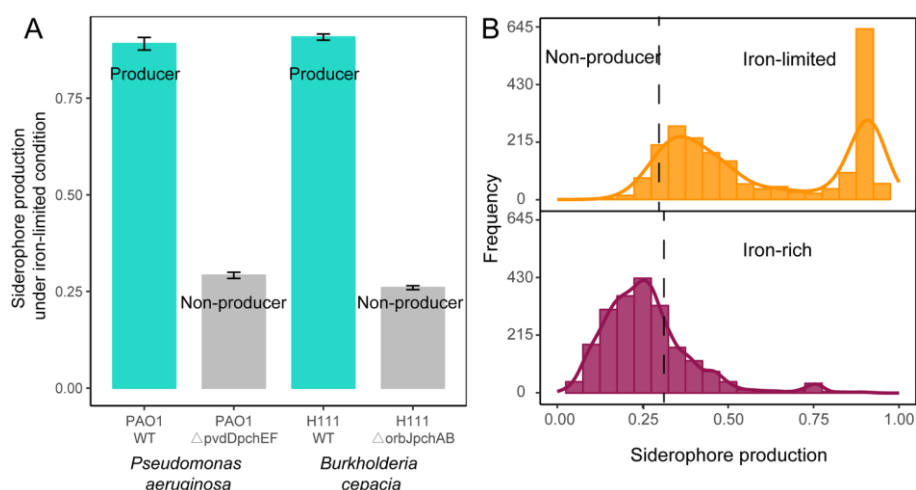 A
Siderophore production
under iron-limited condition
0.75
0.50
0.25
0.00
Producer
Non-producer
Producer
Non-producer
PAO1
WT
PAO1
△pvdDpchEF
H111
WT
H111
△orbJpchAB
Pseudomonas
aeruginosa
Burkholderia
cepacia
B
Frequency
645
430
215
0
Non-producer
Iron-limited
645
430
215
0
Iron-rich
0.00
0.25
0.50
0.75
1.00
Siderophore production